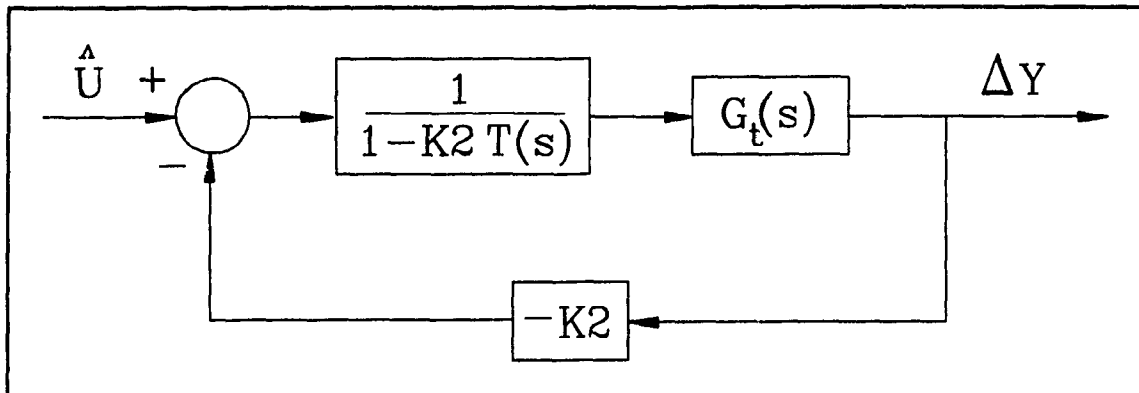 Û + 
−
1
1−K2 T(s)
G_t(s)
ΔY
−K2